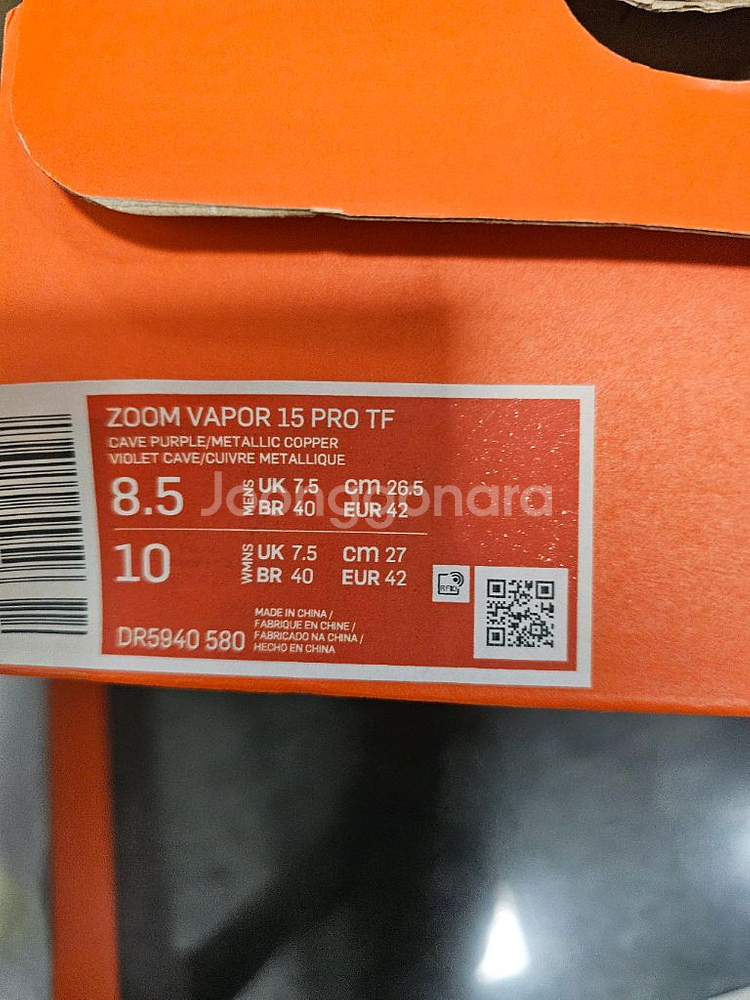 ZOOM VAPOR 15 PRO TF
CAVE PURPLE/METALLIC COPPER
VIOLET CAVE/CUIVRE METALLIQUE
8.5 MENS UK 7.5 cm 26.5
BR 40 EUR 42
10 WMNS UK 7.5 cm 27
BR 40 EUR 42
RFID
DR5940 580
MADE IN CHINA /
FABRIQUE EN CHINE /
FABRICADO NA CHINA /
HECHO EN CHINA
Joonggonara